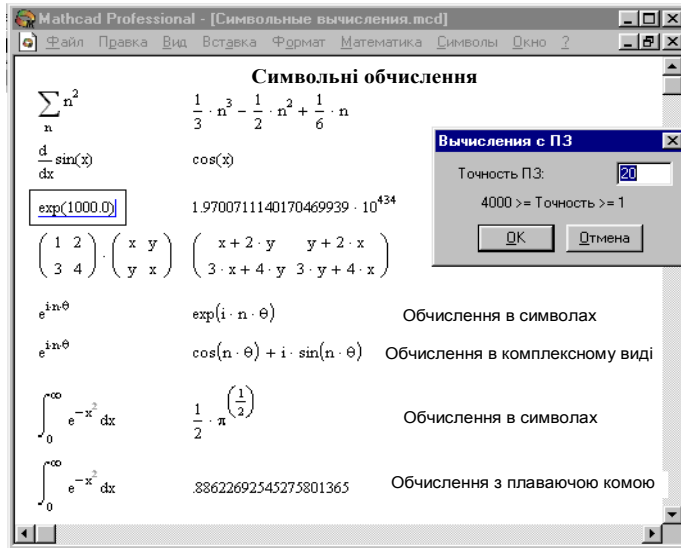 Mathcad Professional - [Символьные вычисления.mcd]
Файл Правка Вид Вставка Формат Математика Символы Окно ?
Символьні обчислення
∑ n n² 1/3 · n³ − 1/2 · n² + 1/6 · n
d/dx sin(x) cos(x)
exp(1000.0) 1.9700711140170469939 · 10^434
( 1 2 ; 3 4 ) · ( x y ; y x ) ( x + 2 · y y + 2 · x ; 3 · x + 4 · y 3 · y + 4 · x )
e^(i·n·θ) exp(i · n · θ) Обчислення в символах
e^(i·n·θ) cos(n · θ) + i · sin(n · θ) Обчислення в комплексному виді
∫₀^∞ e^(−x²) dx 1/2 · π^(1/2) Обчислення в символах
∫₀^∞ e^(−x²) dx .88622692545275801365 Обчислення з плаваючою комою
Вычисления с ПЗ
Точность ПЗ: 20
4000 >= Точность >= 1
OK Отмена